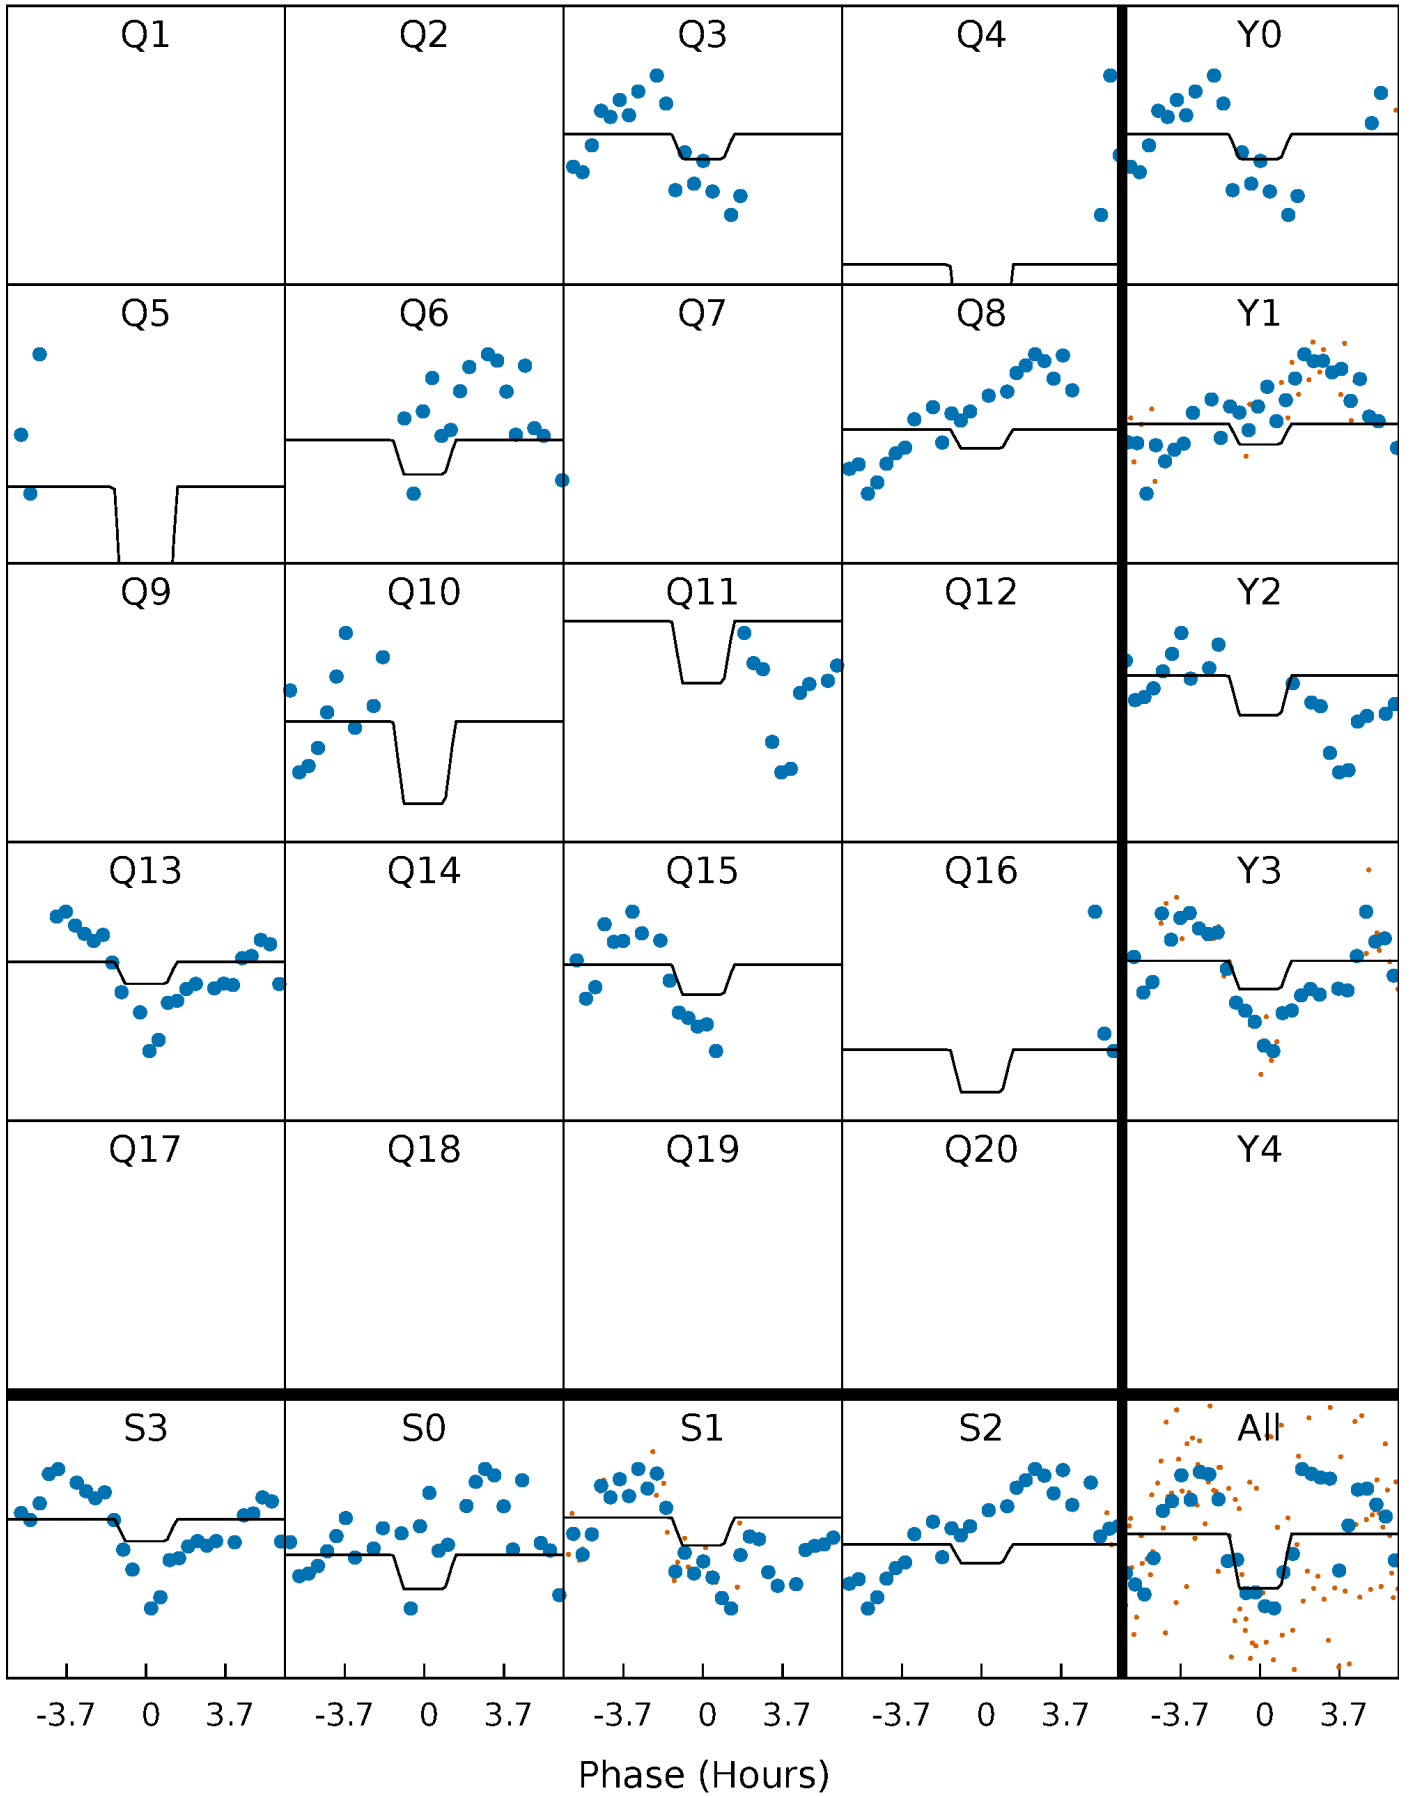 Q1 Q2 Q3 Q4 Y0
Q5 Q6 Q7 Q8 Y1
Q9 Q10 Q11 Q12 Y2
Q13 Q14 Q15 Q16 Y3
Q17 Q18 Q19 Q20 Y4
S3 S0 S1 S2 All
-3.7 0 3.7 -3.7 0 3.7 -3.7 0 3.7 -3.7 0 3.7 -3.7 0 3.7
Phase (Hours)